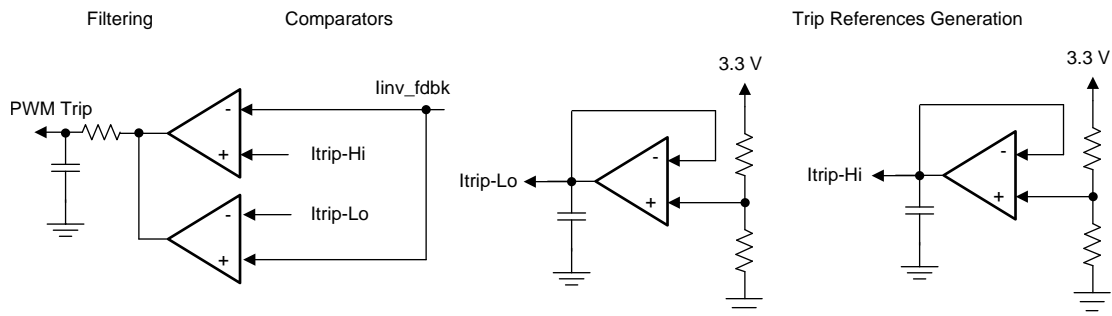 Filtering
Comparators
Trip References Generation
3.3 V
3.3 V
Iinv_fdbk
PWM Trip
-
+
Itrip-Hi
Itrip-Lo
-
+
Itrip-Lo
-
+
Itrip-Hi
-
+